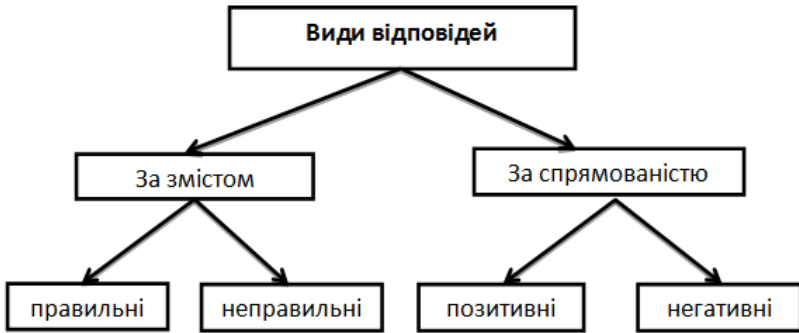 Види відповідей
За змістом
За спрямованістю
правильні
неправильні
позитивні
негативні